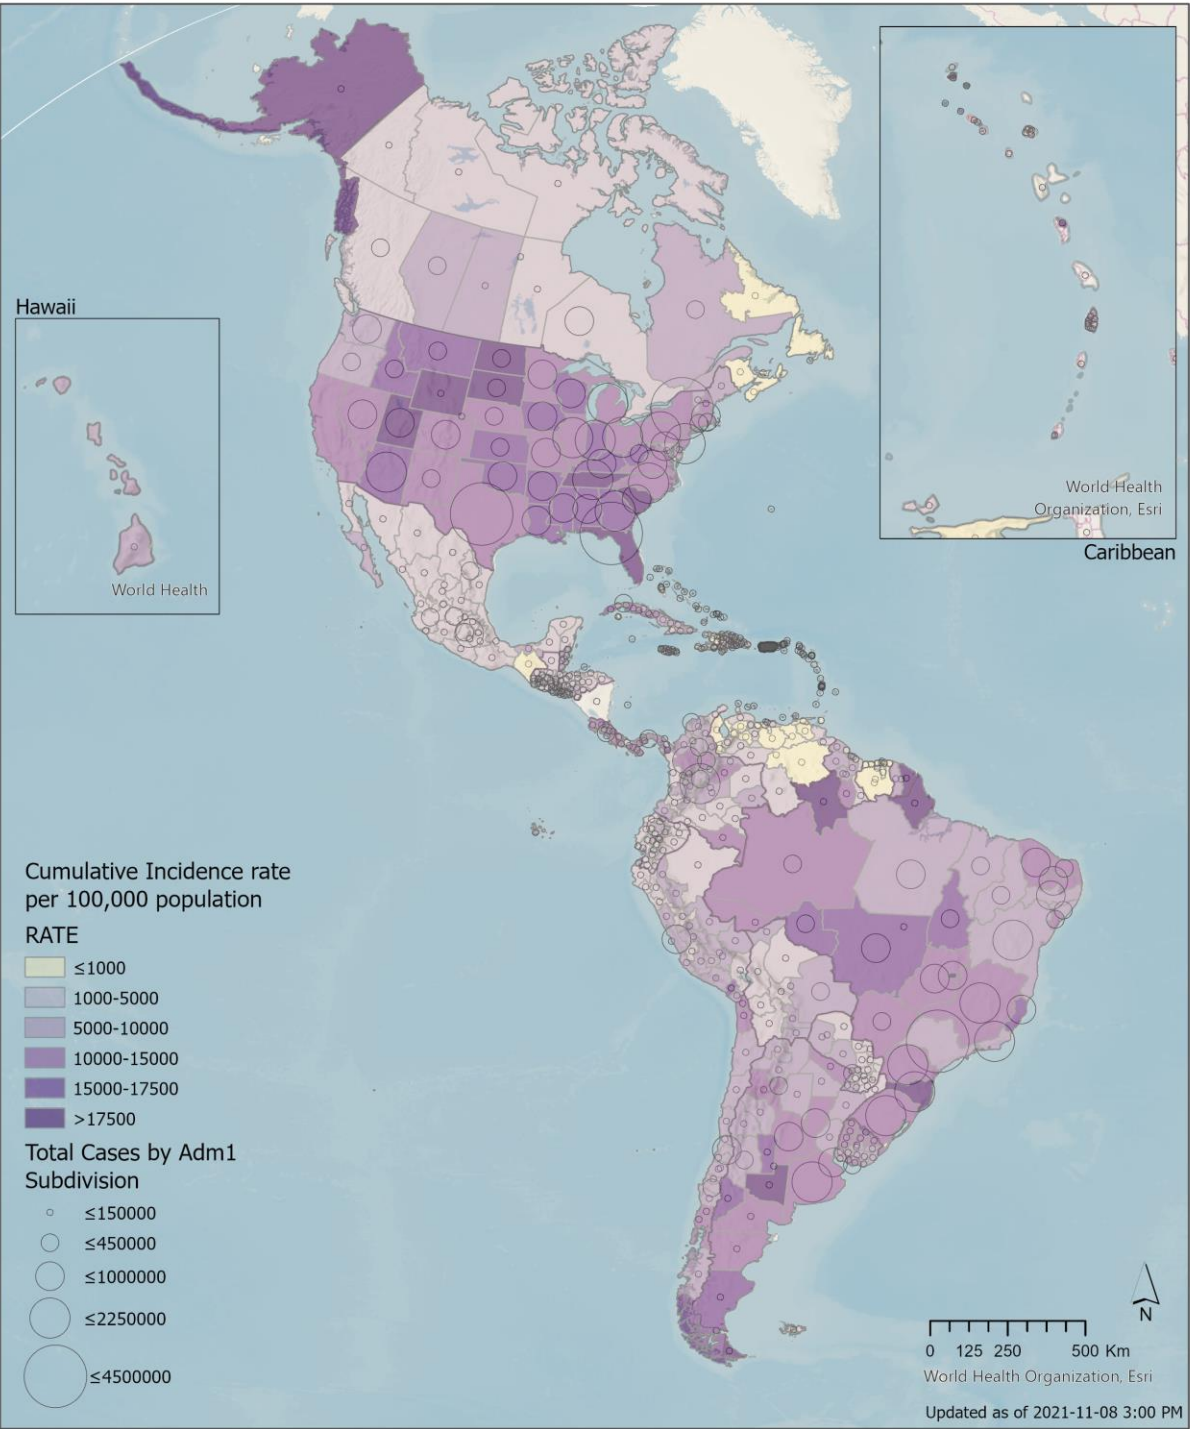 Hawaii
World Health
World Health
Organization, Esri
Caribbean
Cumulative Incidence rate
per 100,000 population
RATE
≤1000
1000-5000
5000-10000
10000-15000
15000-17500
>17500
Total Cases by Adm1
Subdivision
≤150000
≤450000
≤1000000
≤2250000
≤4500000
N
0 125 250 500 Km
World Health Organization, Esri
Updated as of 2021-11-08 3:00 PM